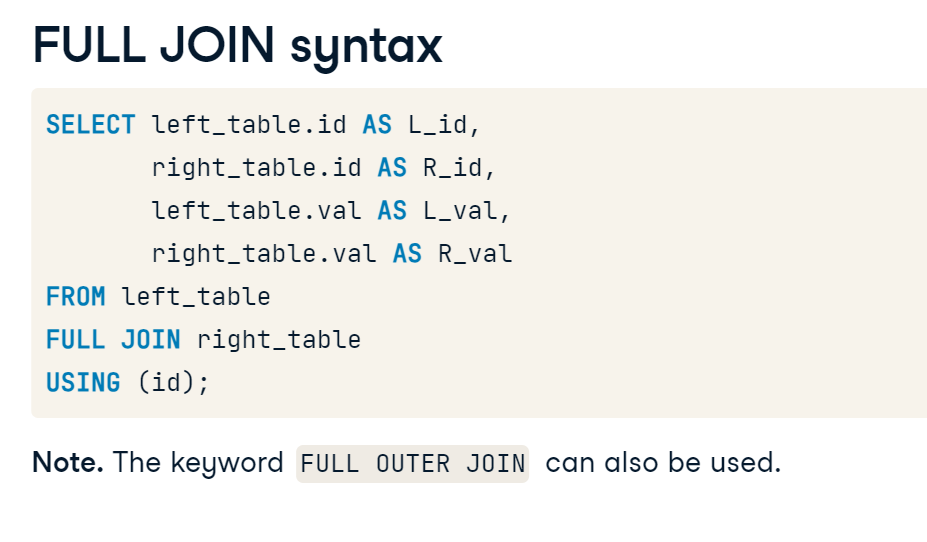 FULL JOIN syntax
SELECT left_table.id AS L_id,
right_table.id AS R_id,
left_table.val AS L_val,
right_table.val AS R_val
FROM left_table
FULL JOIN right_table
USING (id);
Note. The keyword FULL OUTER JOIN can also be used.